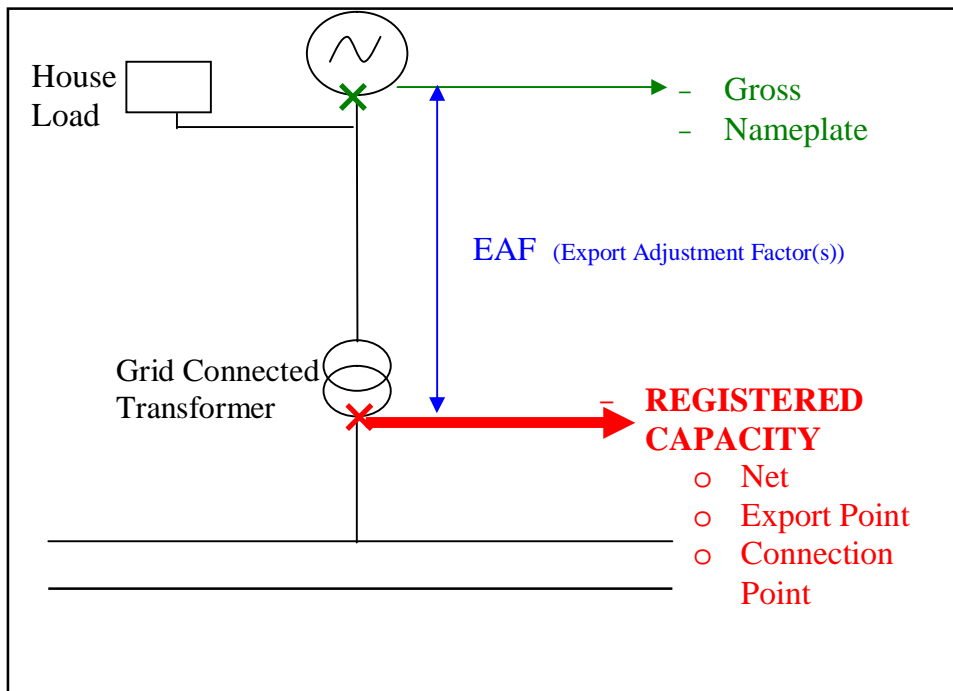 House
Load
– Gross
– Nameplate
EAF (Export Adjustment Factor(s))
Grid Connected
Transformer
– REGISTERED
CAPACITY
o Net
o Export Point
o Connection
Point